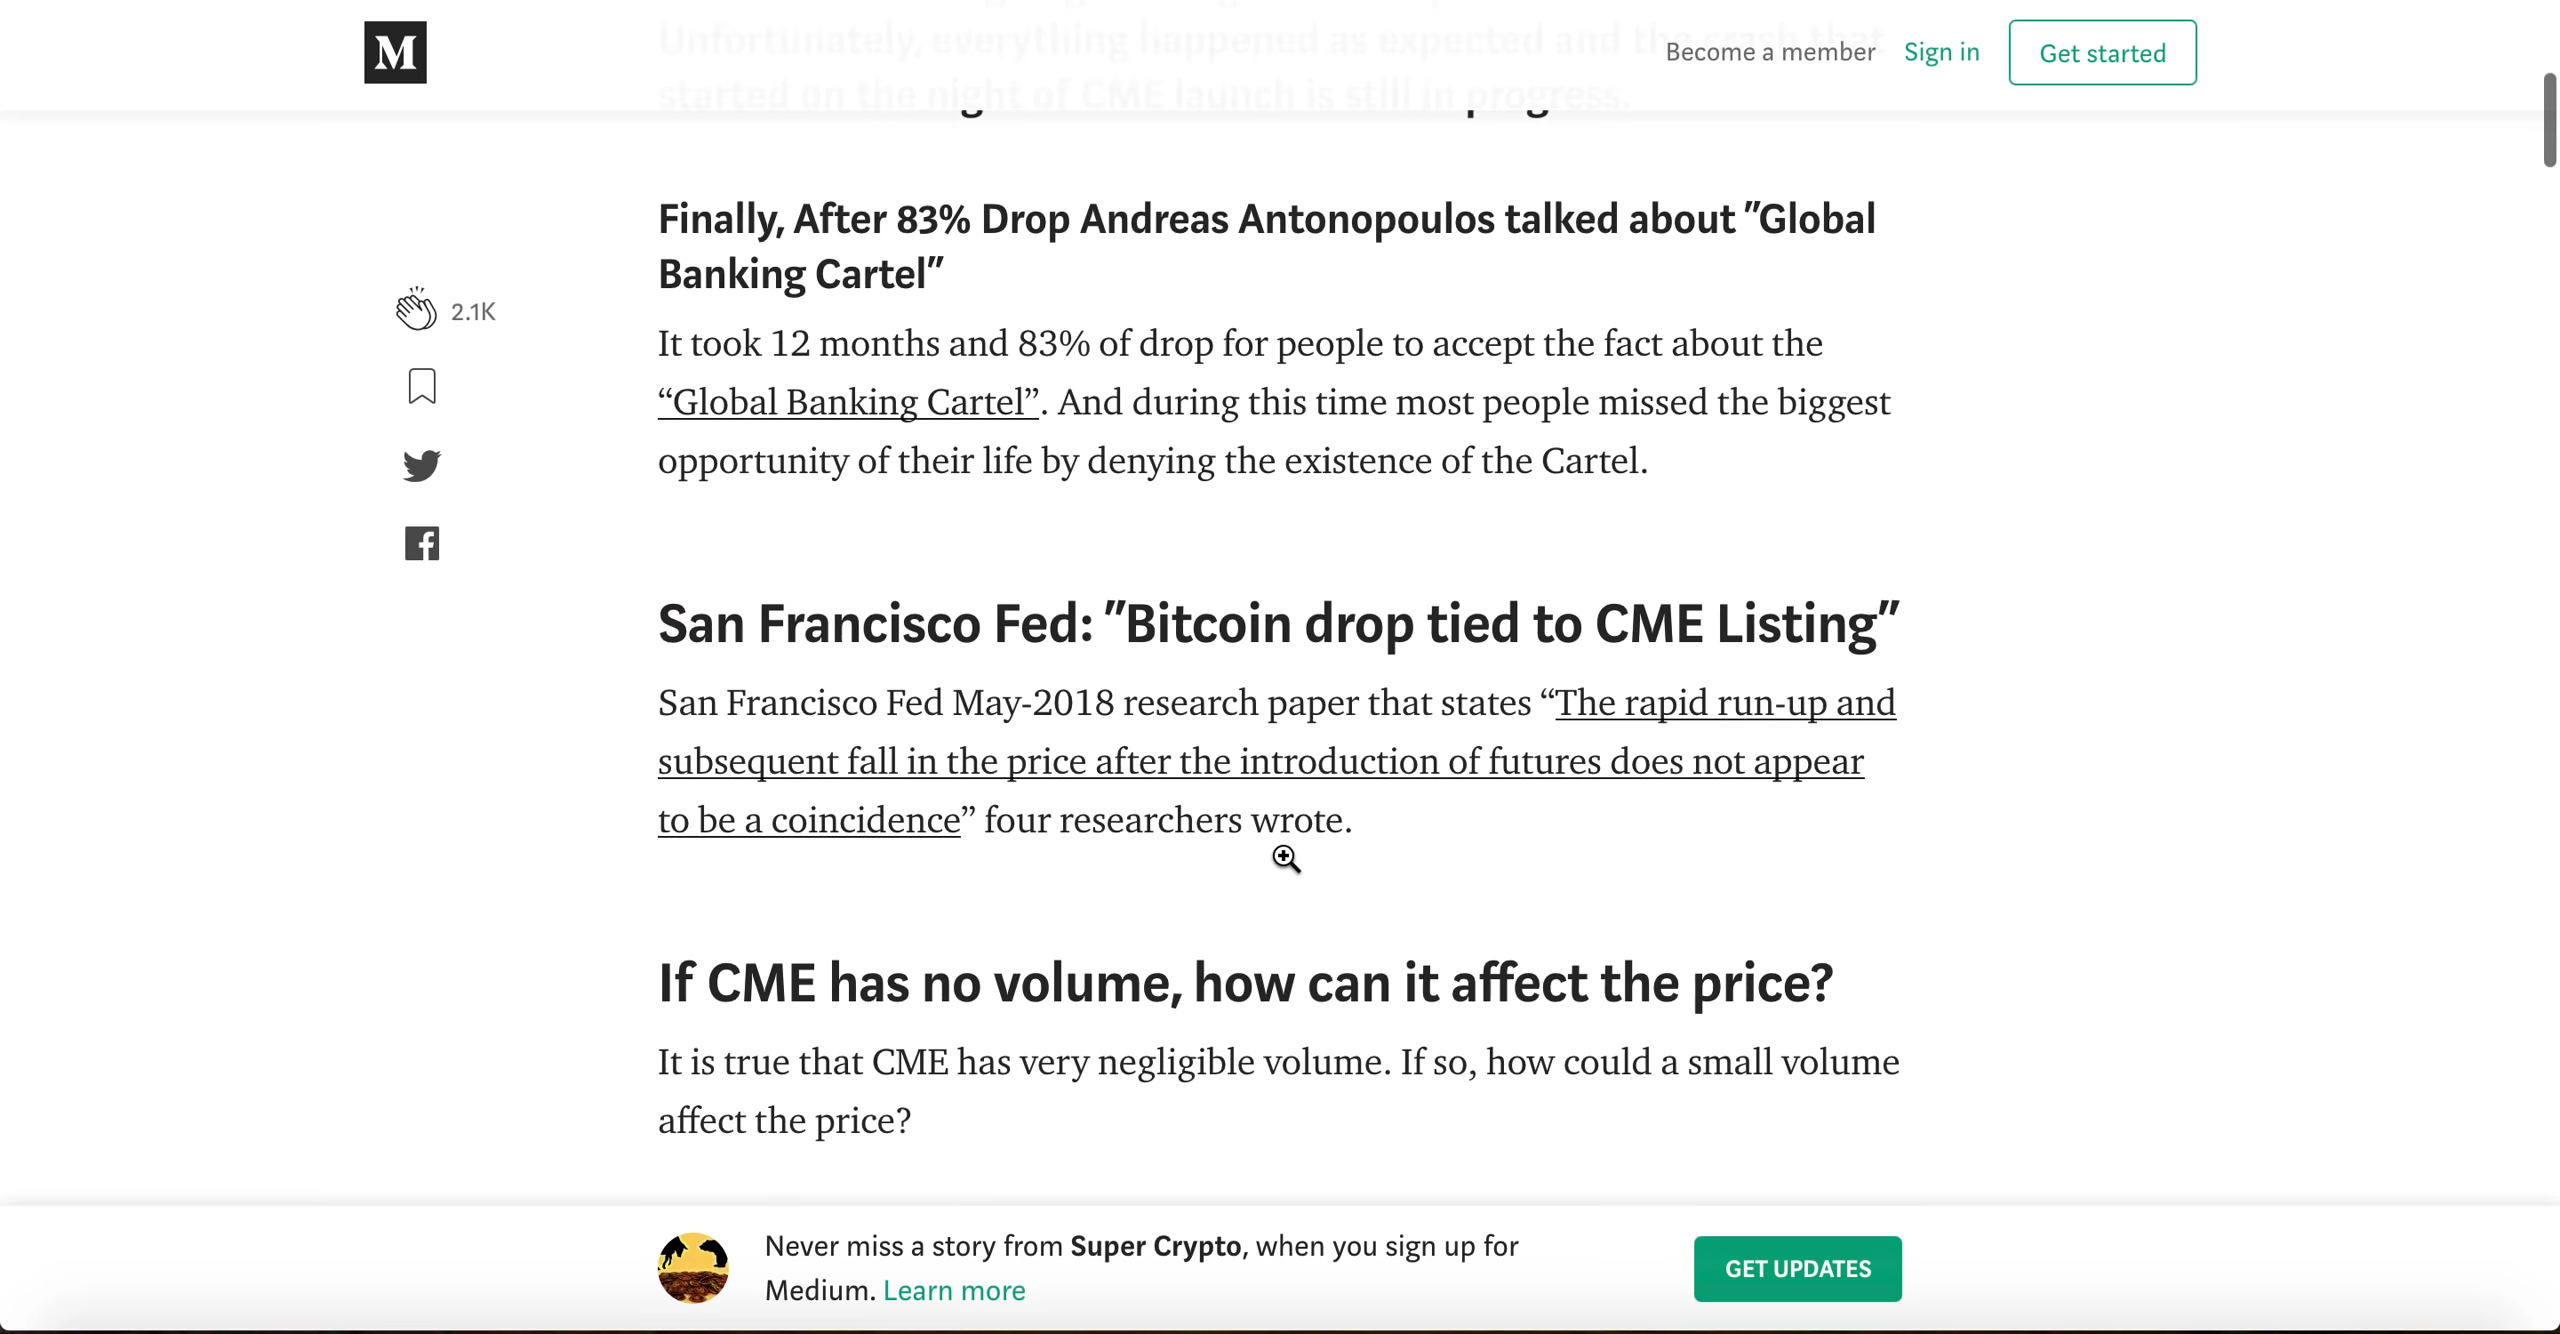 M
Unfortunately, everything happened as expected and the crash that
Become a member
Sign in
Get started
started on the night of CME launch is still in progress.
Finally, After 83% Drop Andreas Antonopoulos talked about "Global
Banking Cartel"
2.1K
It took 12 months and 83% of drop for people to accept the fact about the
“Global Banking Cartel”. And during this time most people missed the biggest
opportunity of their life by denying the existence of the Cartel.
San Francisco Fed: "Bitcoin drop tied to CME Listing"
San Francisco Fed May-2018 research paper that states “The rapid run-up and
subsequent fall in the price after the introduction of futures does not appear
to be a coincidence” four researchers wrote.
If CME has no volume, how can it affect the price?
It is true that CME has very negligible volume. If so, how could a small volume
affect the price?
Never miss a story from Super Crypto, when you sign up for
Medium. Learn more
GET UPDATES